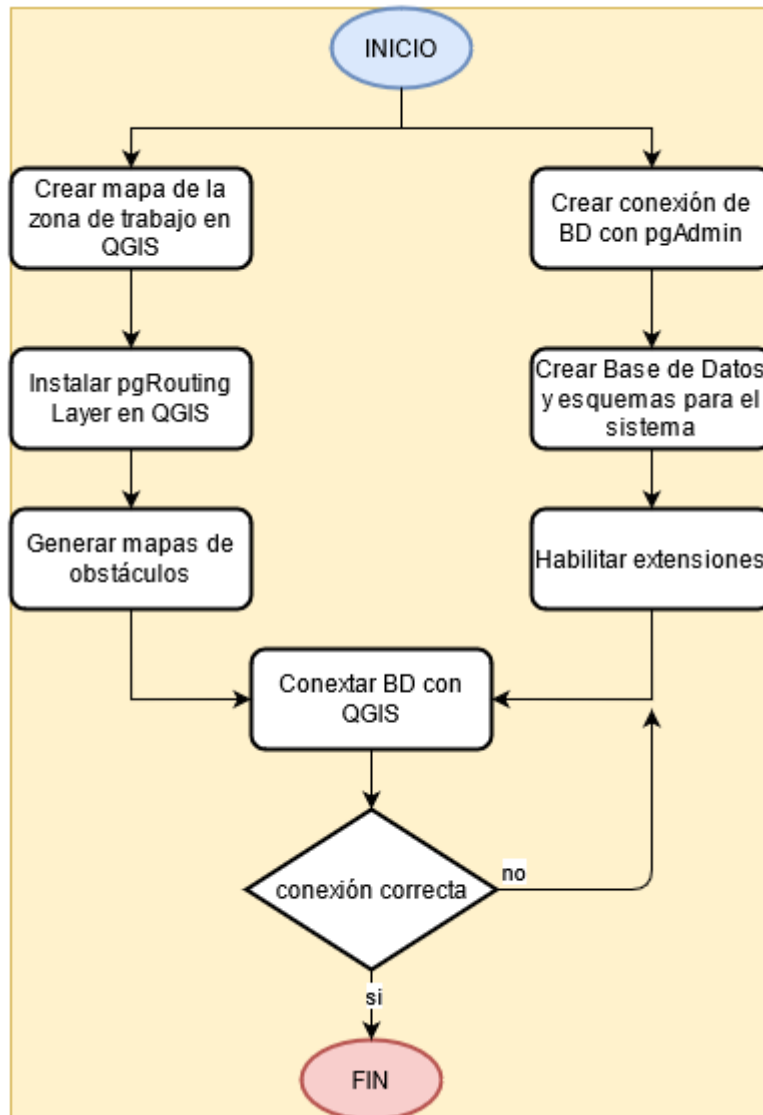 INICIO
Crear mapa de la
zona de trabajo en
QGIS
Crear conexión de
BD con pgAdmin
Instalar pgRouting
Layer en QGIS
Crear Base de Datos
y esquemas para el
sistema
Generar mapas de
obstáculos
Habilitar extensiones
Conextar BD con
QGIS
conexión correcta
no
si
FIN